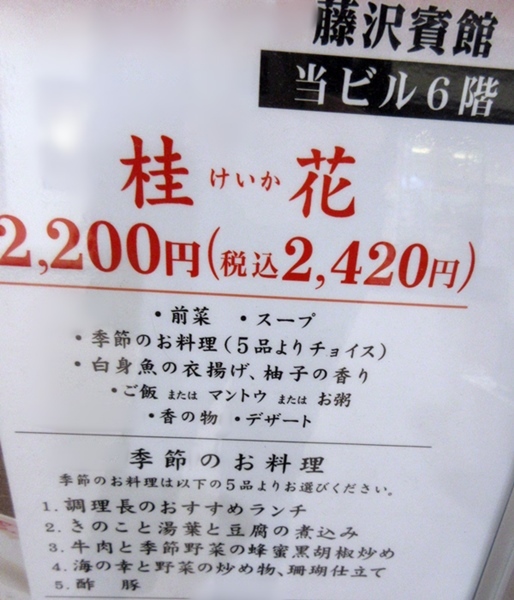 藤沢賓館
当ビル6階
桂 けいか 花
2,200円(税込2,420円)
・前菜 ・スープ
・季節のお料理(5品よりチョイス)
・白身魚の衣揚げ、柚子の香り
・ご飯 または マントウ または お粥
・香の物 ・デザート
季節のお料理
季節のお料理は以下の5品よりお選びください。
1. 調理長のおすすめランチ
2. きのこと湯葉と豆腐の煮込み
3. 牛肉と季節野菜の蜂蜜黒胡椒炒め
4. 海の幸と野菜の炒め物、珊瑚仕立て
5. 酢 豚